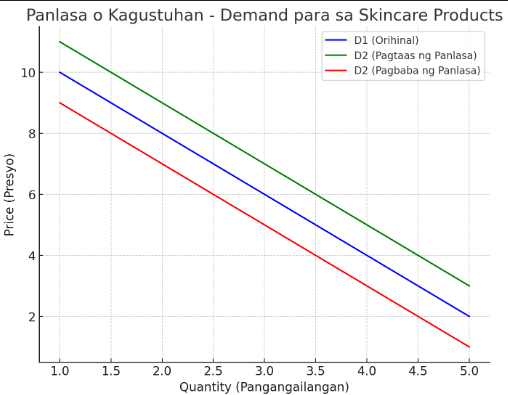 Panlasa o Kagustuhan - Demand para sa Skincare Products
D1 (Orihinal)
D2 (Pagtaas ng Panlasa)
D2 (Pagbaba ng Panlasa)
Price (Presyo)
10
8
6
4
2
1.0 1.5 2.0 2.5 3.0 3.5 4.0 4.5 5.0
Quantity (Pangangailangan)